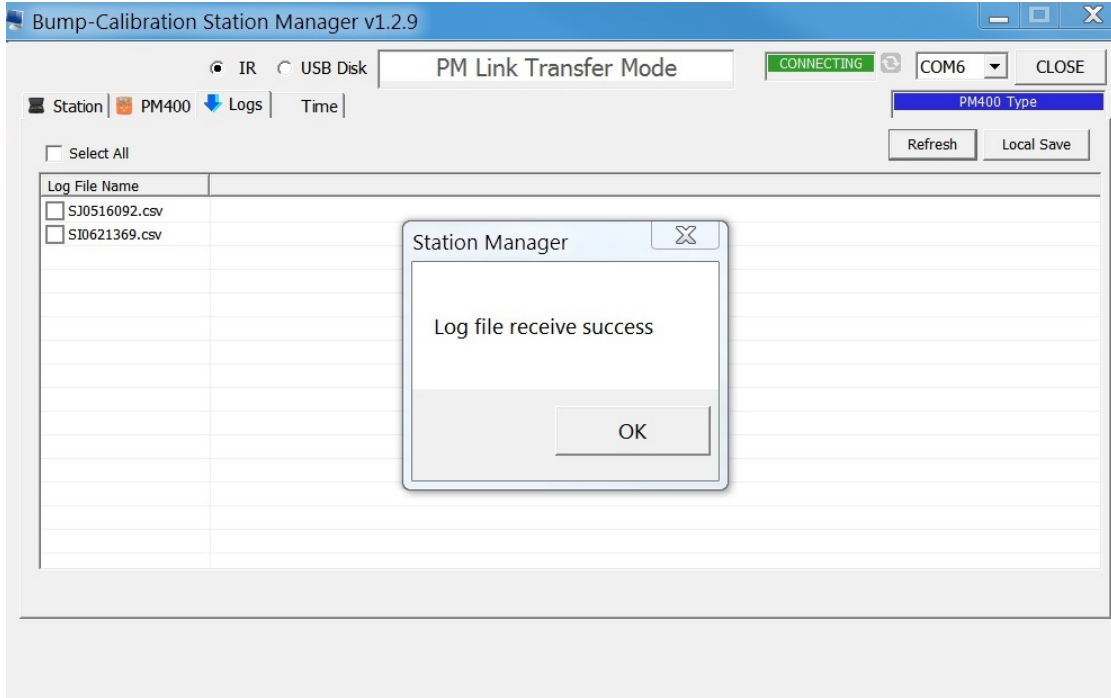 Bump-Calibration Station Manager v1.2.9
IR USB Disk PM Link Transfer Mode CONNECTING COM6 CLOSE
Station PM400 Logs Time PM400 Type
Select All Refresh Local Save
Log File Name
SJ0516092.csv
SI0621369.csv
Station Manager
Log file receive success
OK